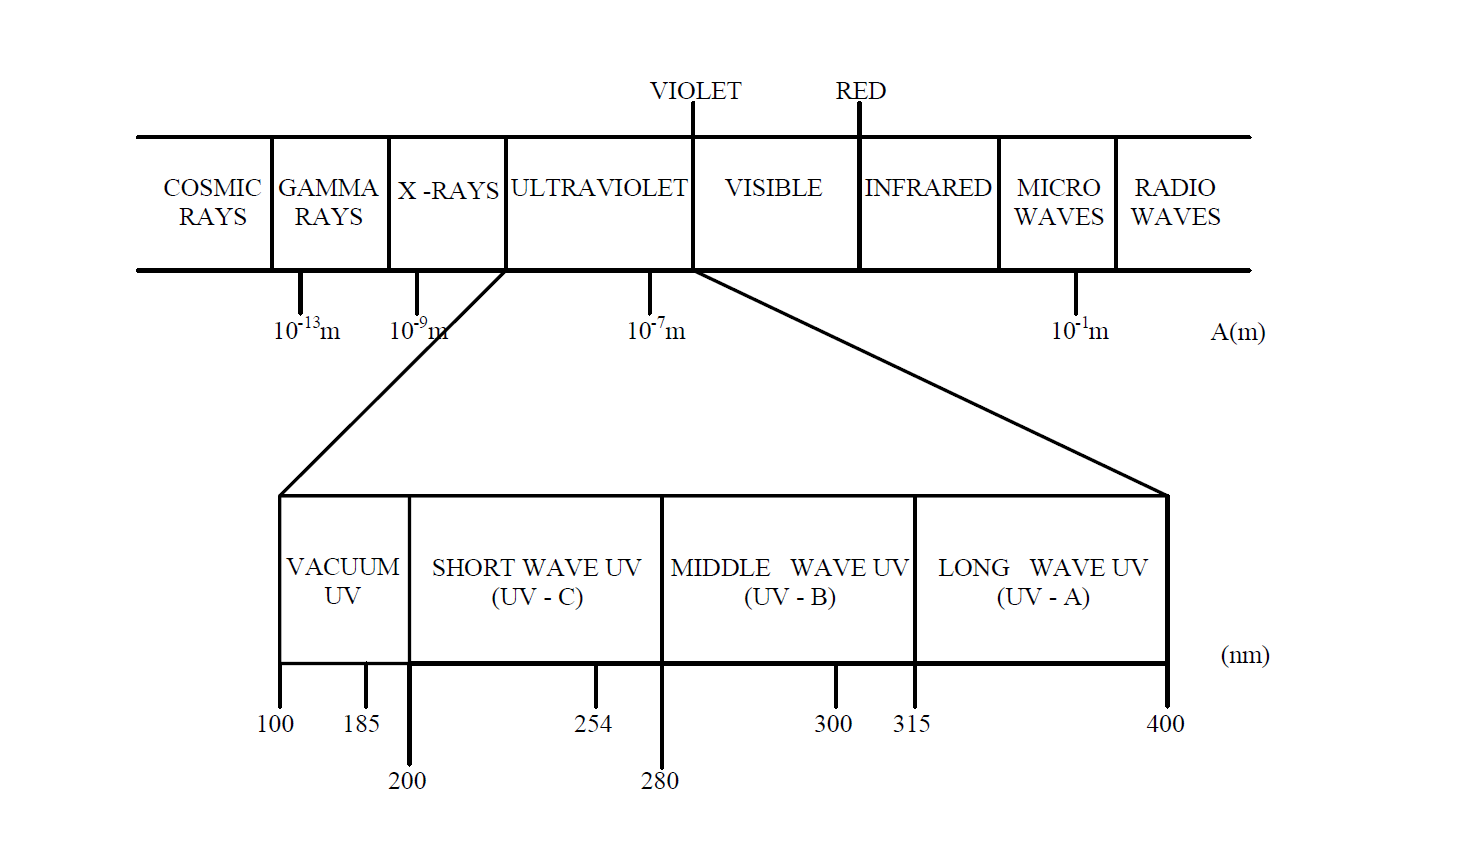 VIOLET RED
COSMIC RAYS
GAMMA RAYS
X -RAYS
ULTRAVIOLET
VISIBLE
INFRARED
MICRO WAVES
RADIO WAVES
10-13m 10-9m 10-7m 10-1m A(m)
VACUUM UV
SHORT WAVE UV
(UV - C)
MIDDLE WAVE UV
(UV - B)
LONG WAVE UV
(UV - A)
(nm)
100 185 254 300 315 400
200 280